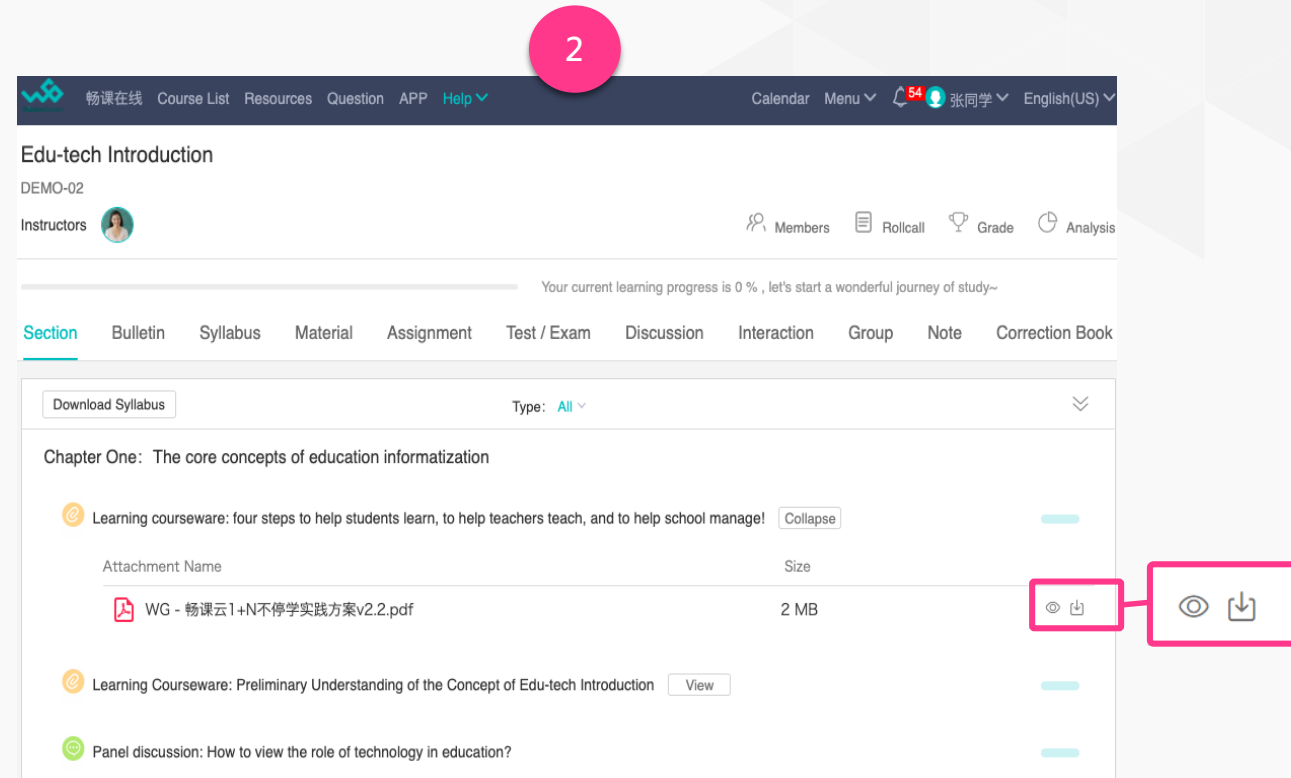 2
畅课在线 Course List Resources Question APP Help Calendar Menu 54 张同学 English(US)
Edu-tech Introduction
DEMO-02
Instructors Members Rollcall Grade Analysis
Your current learning progress is 0 % , let's start a wonderful journey of study~
Section Bulletin Syllabus Material Assignment Test / Exam Discussion Interaction Group Note Correction Book
Download Syllabus Type: All
Chapter One: The core concepts of education informatization
Learning courseware: four steps to help students learn, to help teachers teach, and to help school manage! Collapse
Attachment Name Size
WG - 畅课云1+N不停学实践方案v2.2.pdf 2 MB
Learning Courseware: Preliminary Understanding of the Concept of Edu-tech Introduction View
Panel discussion: How to view the role of technology in education?